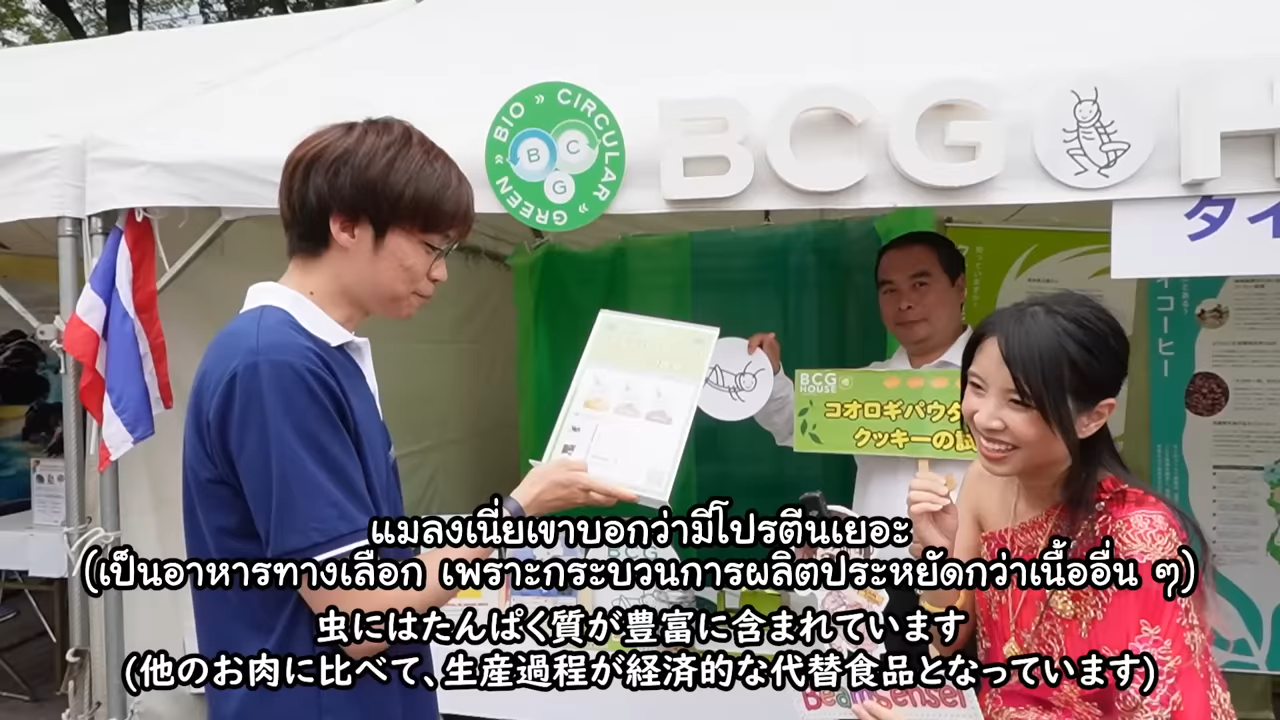 BIO » CIRCULAR » GREEN »
B C G
BCG
タイ
BCG
HOUSE
コオロギパウダ
クッキーの試
イコーヒー
แมลงเนี่ยเขาบอกว่ามีโปรตีนเยอะ
(เป็นอาหารทางเลือก เพราะกระบวนการผลิตประหยัดกว่าเนื้ออื่น ๆ)
虫にはたんぱく質が豊富に含まれています
(他のお肉に比べて、生産過程が経済的な代替食品となっています)